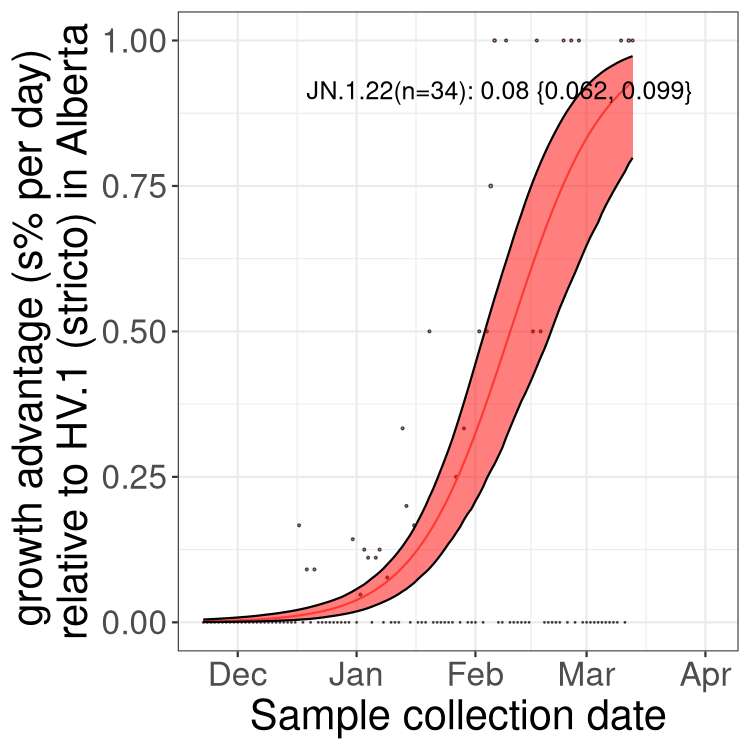 growth advantage (s% per day)
relative to HV.1 (stricto) in Alberta
1.00
0.75
0.50
0.25
0.00
JN.1.22(n=34): 0.08 {0.062, 0.099}
Dec Jan Feb Mar Apr
Sample collection date